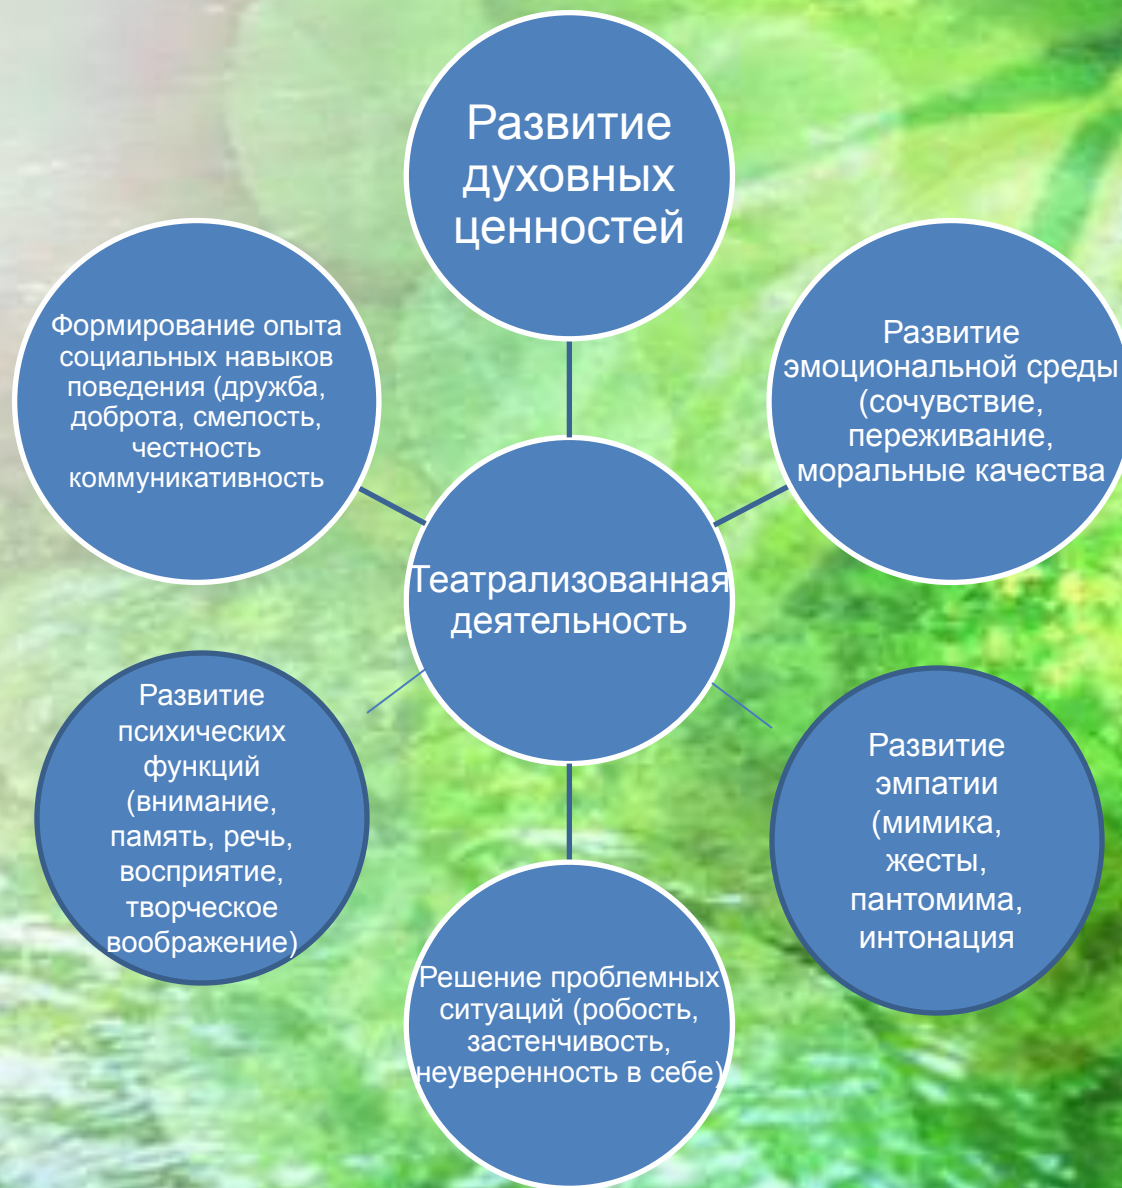 Развитие
духовных
ценностей
Формирование опыта
социальных навыков
поведения (дружба,
доброта, смелость,
честность
коммуникативность
Развитие
эмоциональной среды
(сочувствие,
переживание,
моральные качества
Театрализованная
деятельность
Развитие
психических
функций
(внимание,
память, речь,
восприятие,
творческое
воображение)
Развитие
эмпатии
(мимика,
жесты,
пантомима,
интонация
Решение проблемных
ситуаций (робость,
застенчивость,
неуверенность в себе)